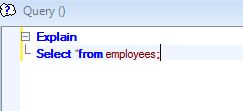 Query ()
Explain
Select *from employees;